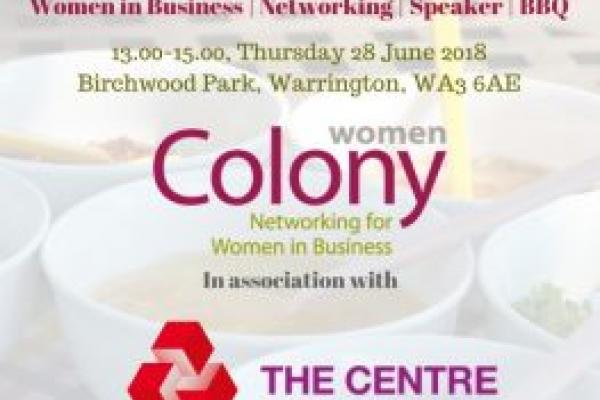 Women in Business | Networking | Speaker | BBQ
13.00-15.00, Thursday 28 June 2018
Birchwood Park, Warrington, WA3 6AE
women
Colony
Networking for
Women in Business
In association with
THE CENTRE